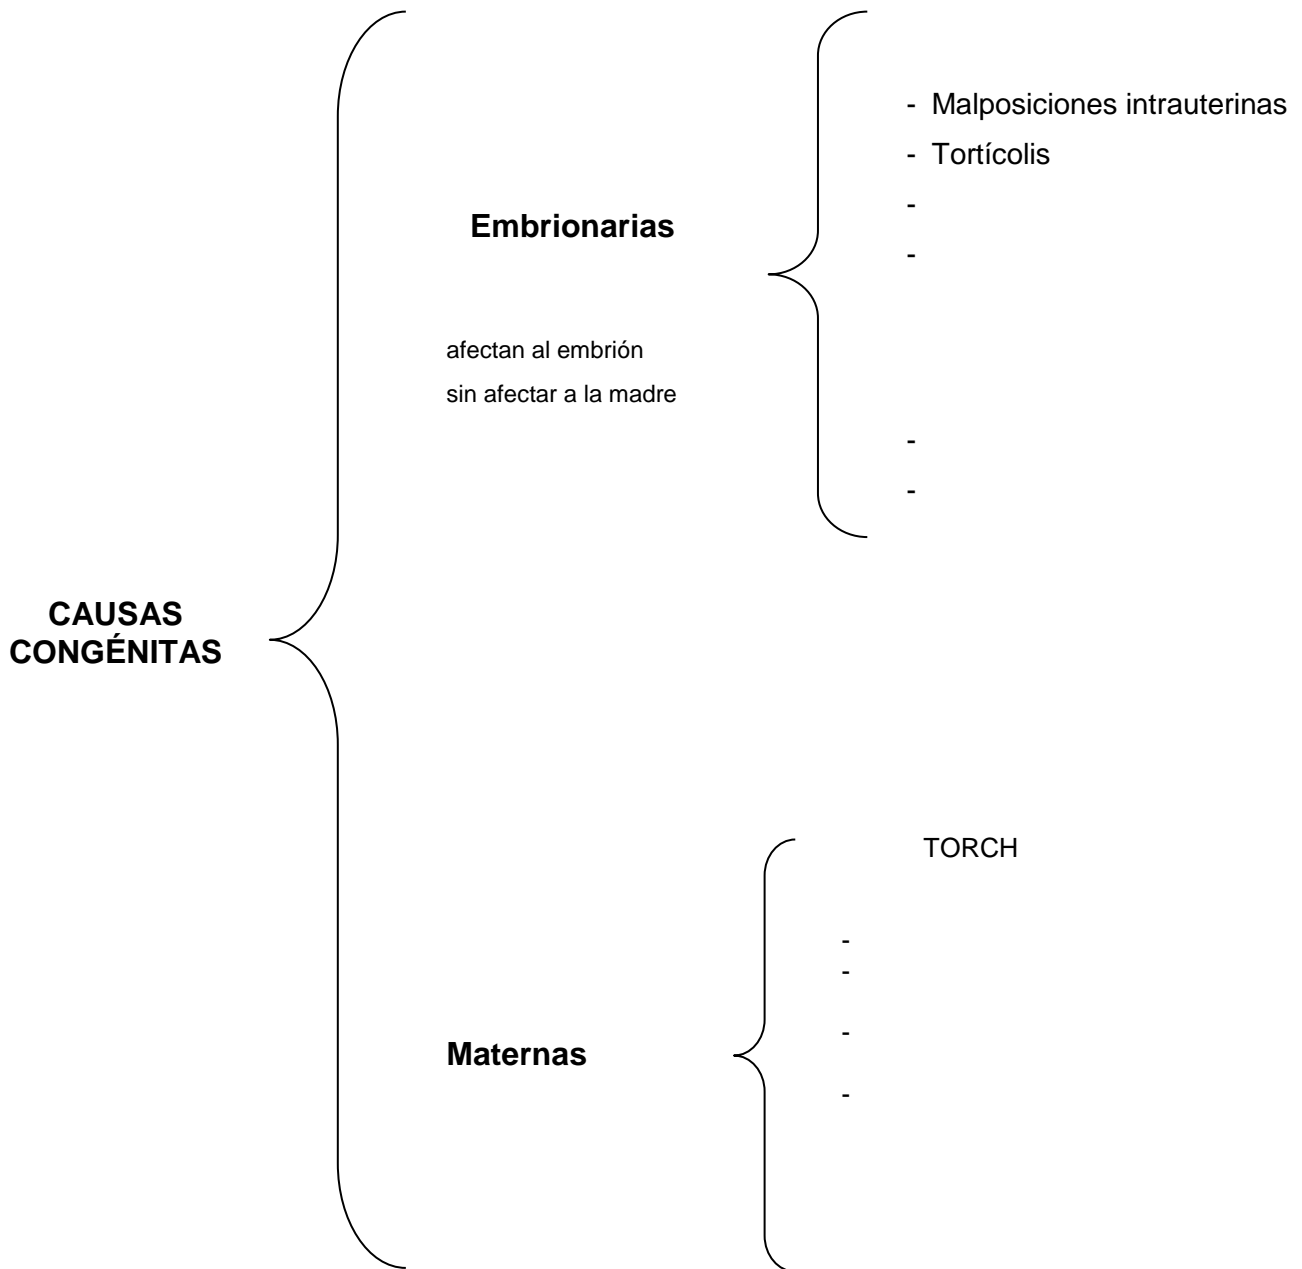 - Malposiciones intrauterinas
- Tortícolis
-
-
Embrionarias
afectan al embrión
sin afectar a la madre
-
-
CAUSAS
CONGÉNITAS
TORCH
-
-
-
Maternas
-